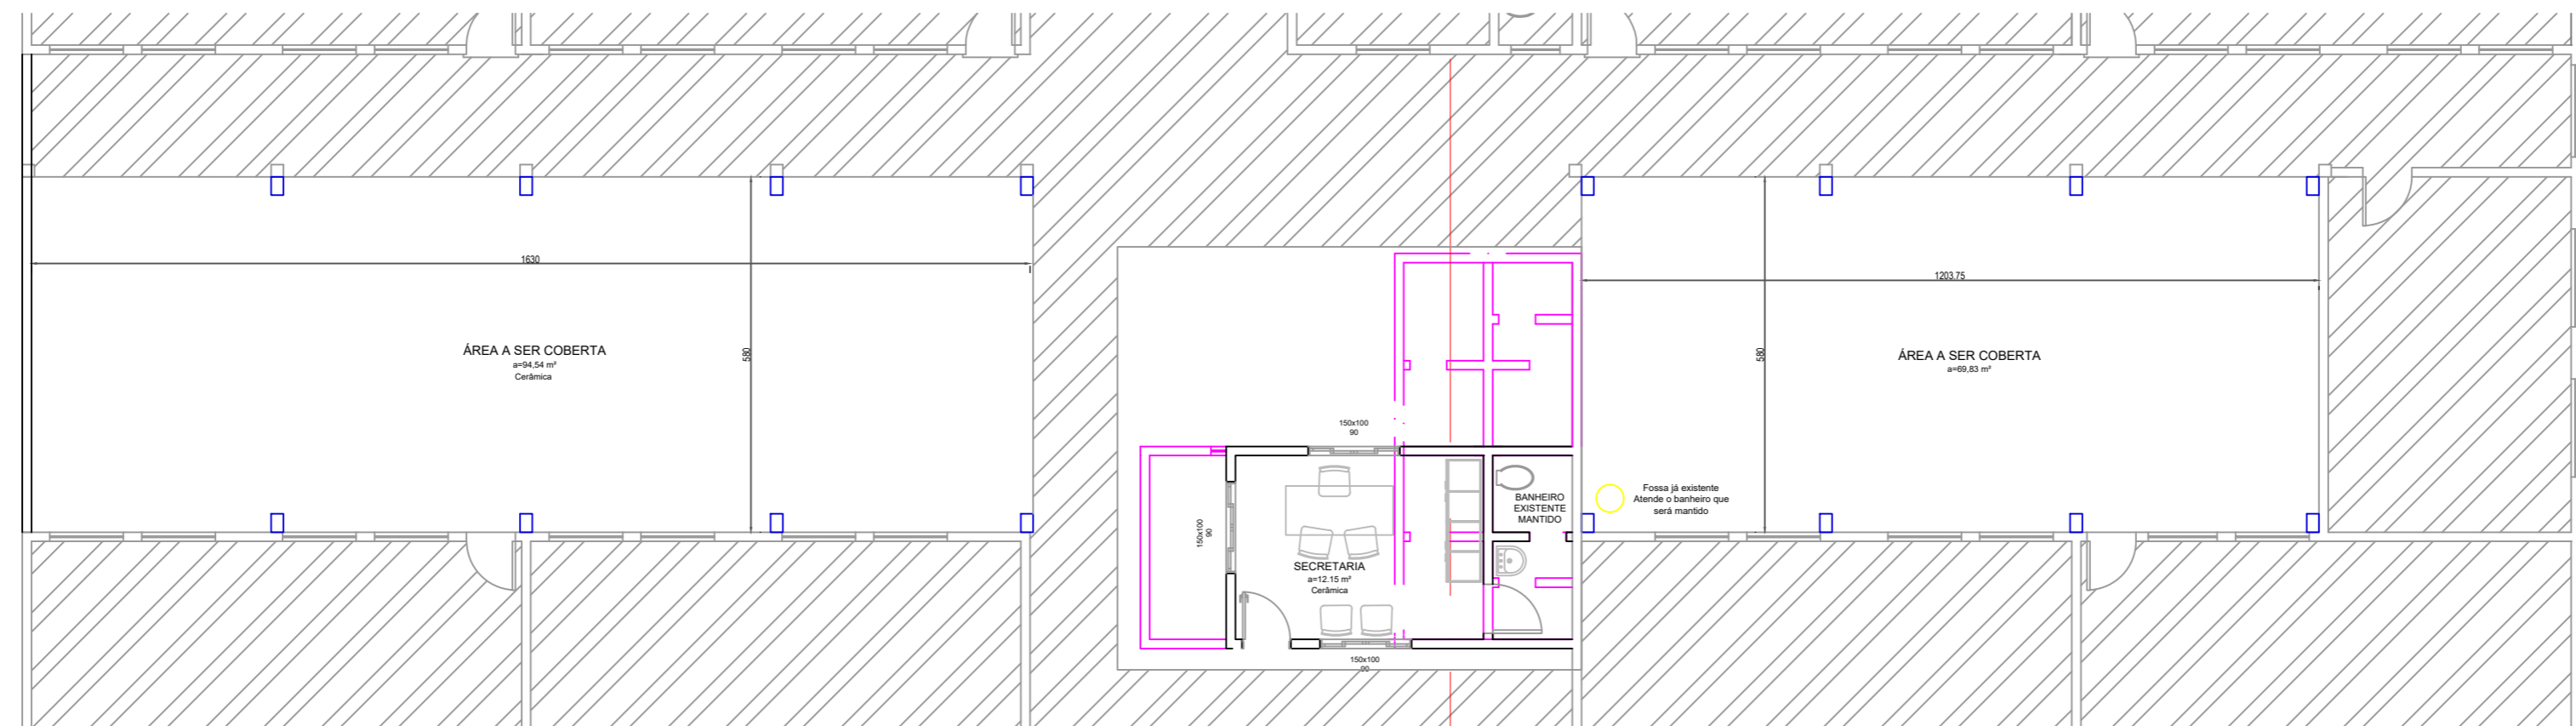 1630
580
ÁREA A SER COBERTA
a=94,54 m²
Cerâmica
150x100
90
150x100
90
SECRETARIA
a=12.15 m²
Cerâmica
150x100
90
BANHEIRO
EXISTENTE
MANTIDO
Fossa já existente
Atende o banheiro que
será mantido
1203.75
580
ÁREA A SER COBERTA
a=69,83 m²